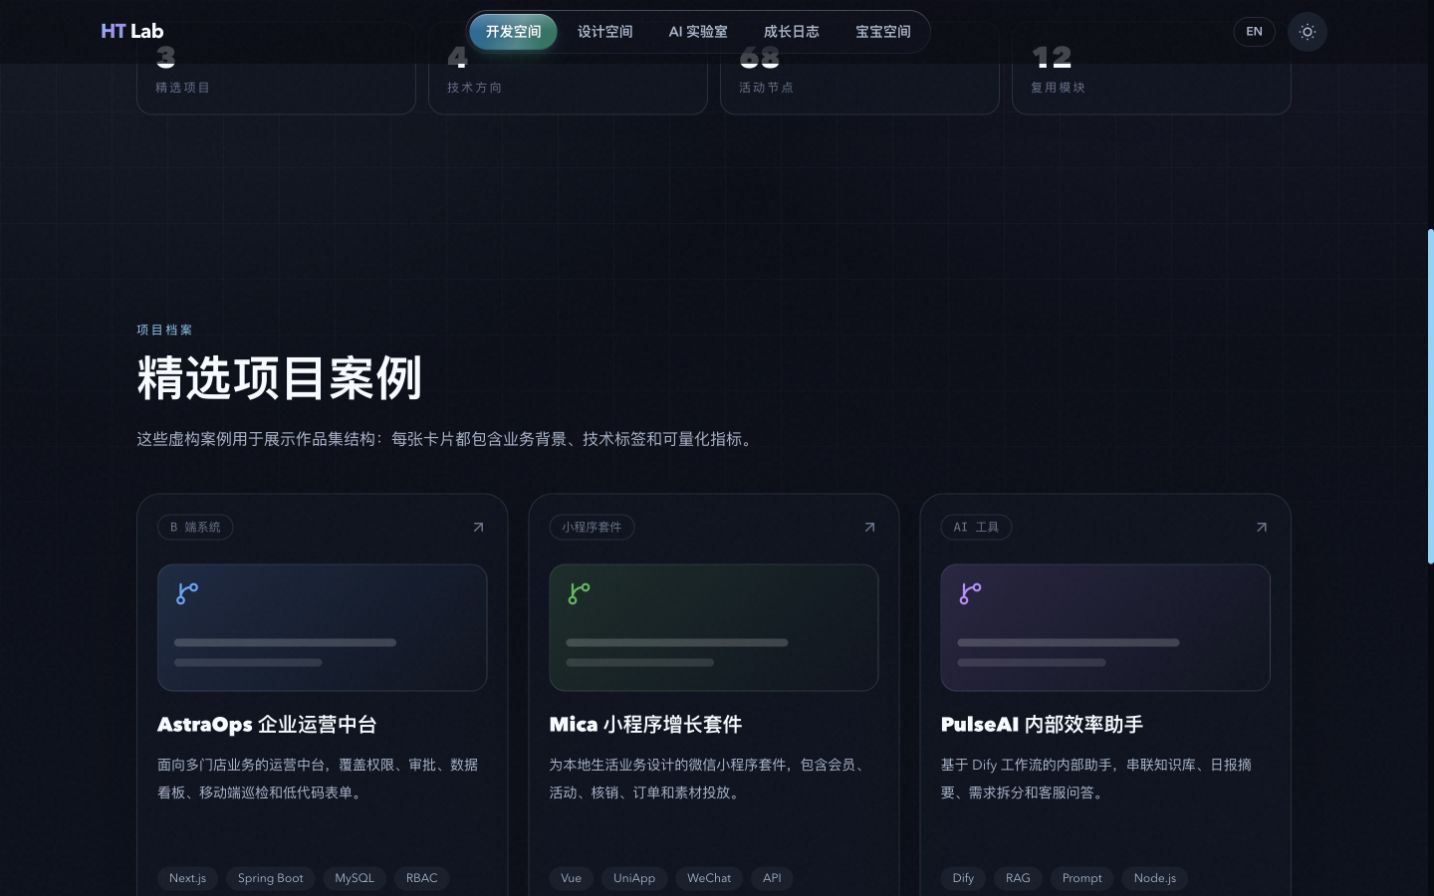 HT Lab
开发空间
设计空间
AI 实验室
成长日志
宝宝空间
EN
3
精选项目
4
技术方向
68
活动节点
12
复用模块
项目档案
精选项目案例
这些虚构案例用于展示作品集结构：每张卡片都包含业务背景、技术标签和可量化指标。
B 端系统
AstraOps 企业运营中台
面向多门店业务的运营中台，覆盖权限、审批、数据
看板、移动端巡检和低代码表单。
Next.js
Spring Boot
MySQL
RBAC
小程序套件
Mica 小程序增长套件
为本地生活业务设计的微信小程序套件，包含会员、
活动、核销、订单和素材投放。
Vue
UniApp
WeChat
API
AI 工具
PulseAI 内部效率助手
基于 Dify 工作流的内部助手，串联知识库、日报摘
要、需求拆分和客服问答。
Dify
RAG
Prompt
Node.js